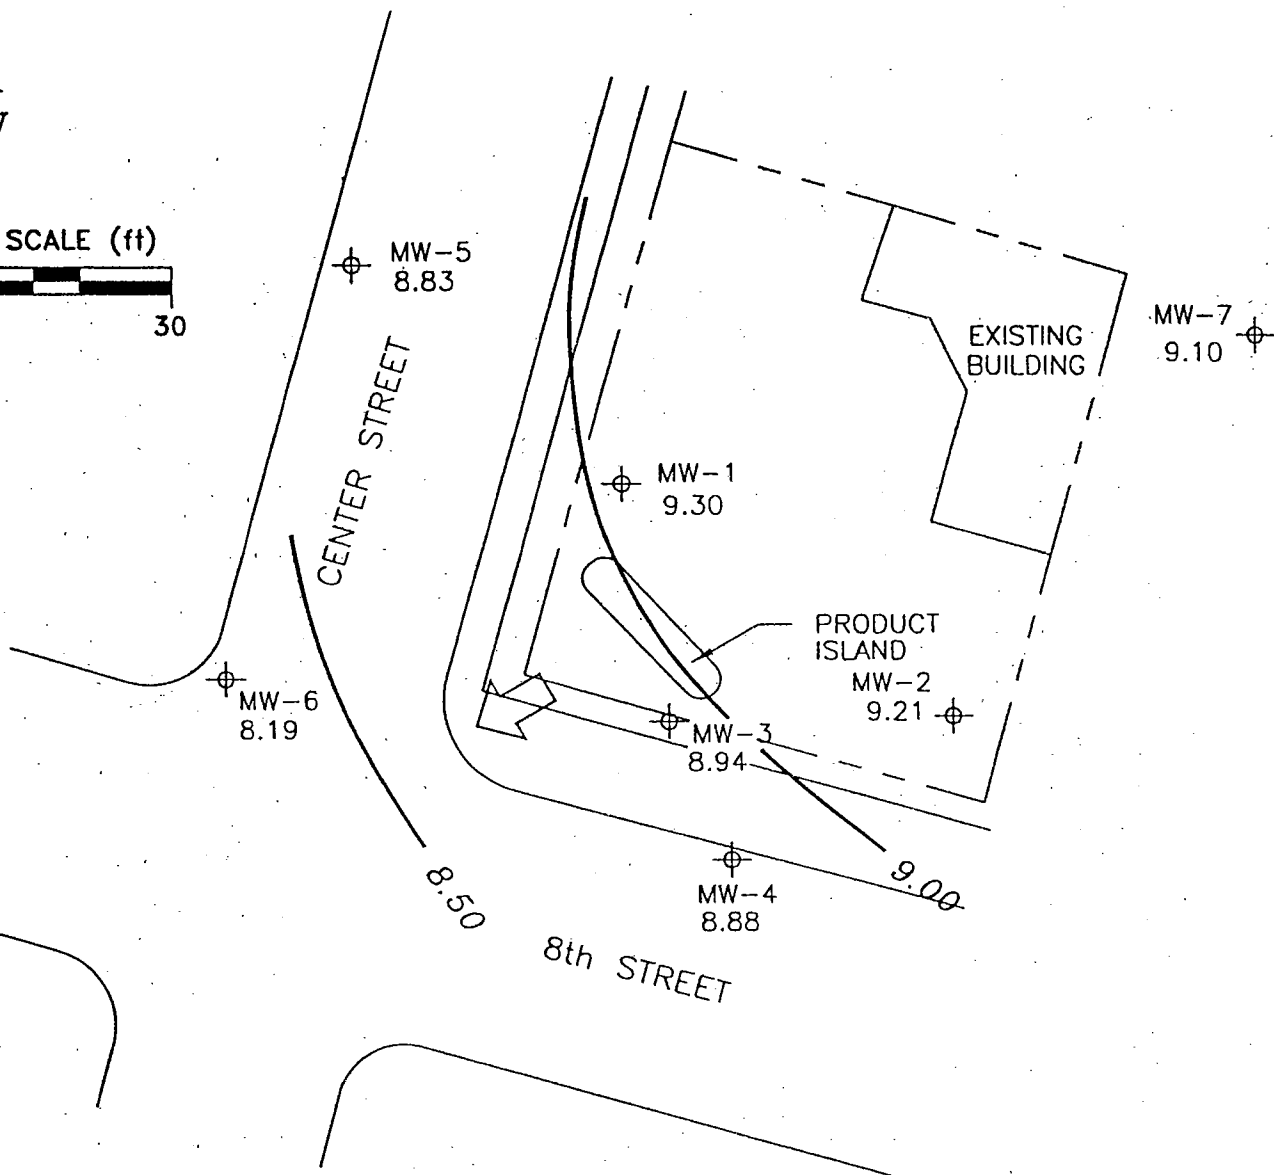 SCALE (ft)
30
MW-5
8.83
CENTER STREET
MW-1
9.30
EXISTING
BUILDING
MW-7
9.10
PRODUCT
ISLAND
MW-2
9.21
MW-6
8.19
MW-3
8.94
MW-4
8.88
8.50
9.00
8th STREET